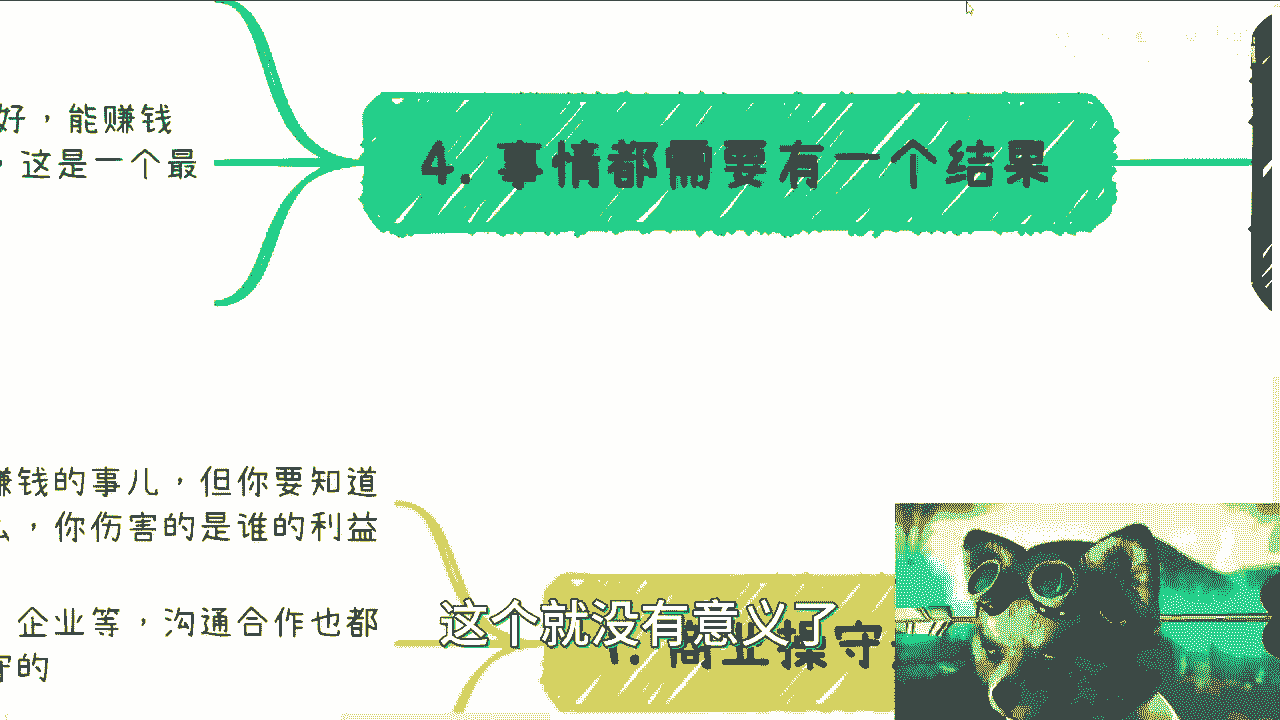 好，能赚钱
，这是一个最
4. 事情都需要有一个结果
赚钱的事儿，但你要知道
，你伤害的是谁的利益
企业等，沟通合作也都
守的
1. 商业操守
这个就没有意义了